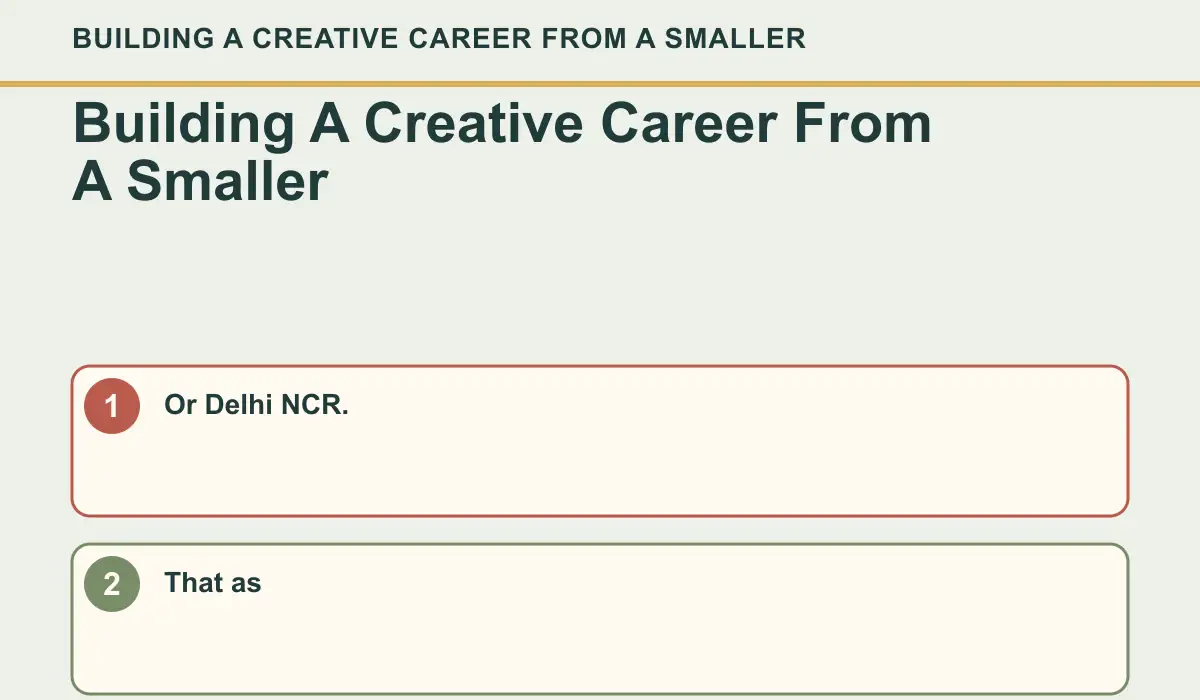 BUILDING A CREATIVE CAREER FROM A SMALLER
Building A Creative Career From
A Smaller
1
Or Delhi NCR.
2
That as